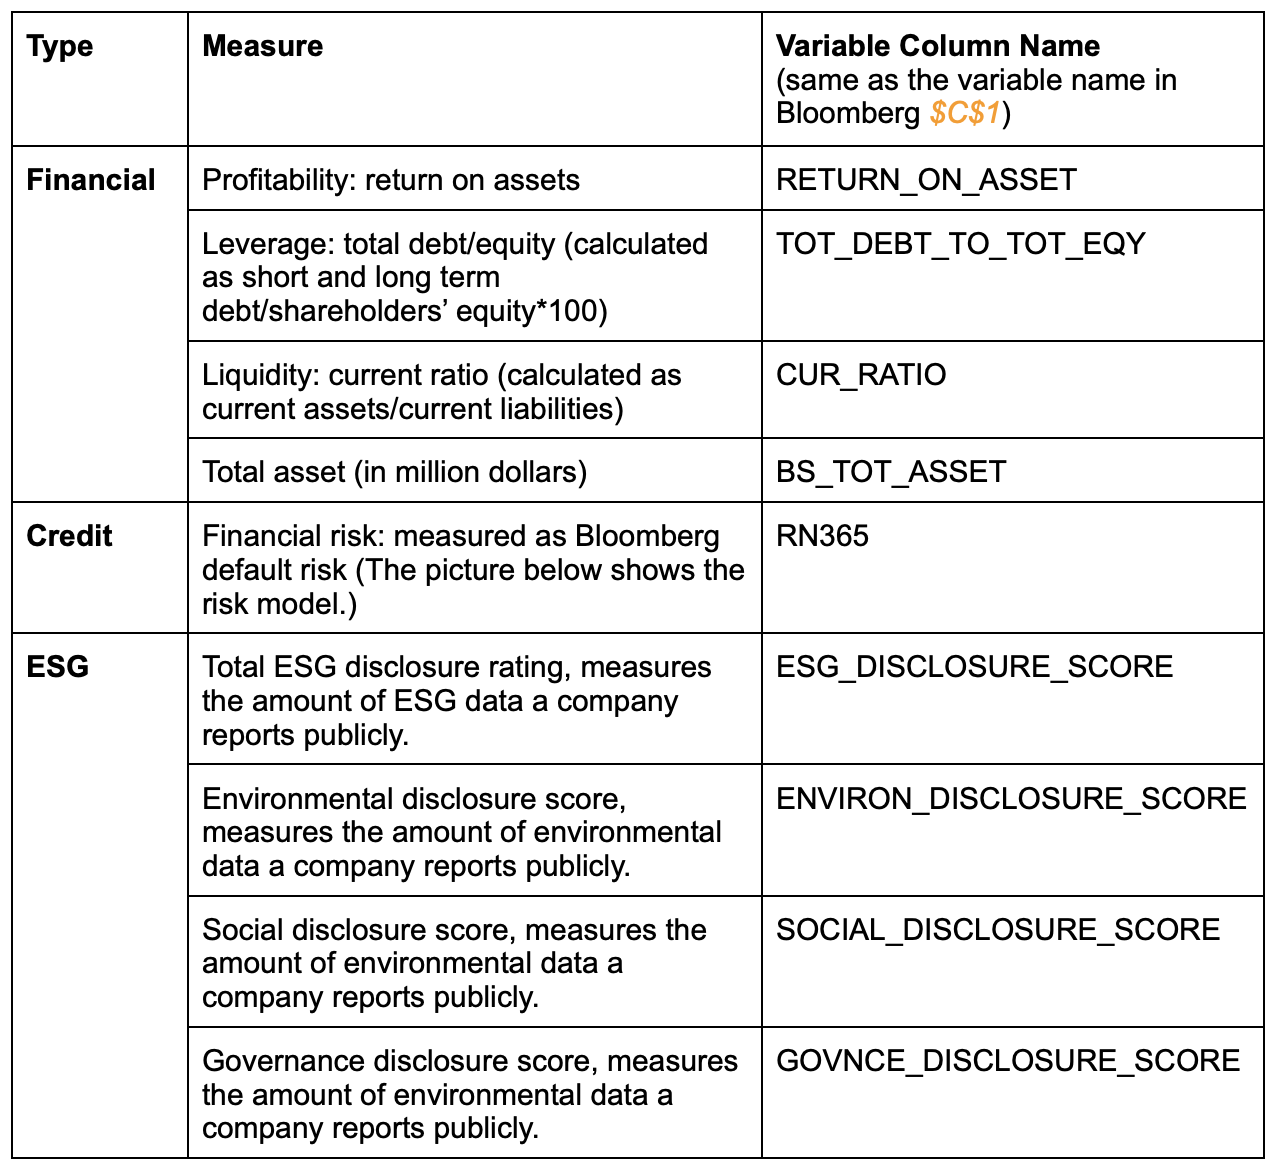 Type
Measure
Variable Column Name
(same as the variable name in
Bloomberg $C$1)
Financial
Profitability: return on assets
RETURN_ON_ASSET
Leverage: total debt/equity (calculated
as short and long term
debt/shareholders’ equity*100)
TOT_DEBT_TO_TOT_EQY
Liquidity: current ratio (calculated as
current assets/current liabilities)
CUR_RATIO
Total asset (in million dollars)
BS_TOT_ASSET
Credit
Financial risk: measured as Bloomberg
default risk (The picture below shows the
risk model.)
RN365
ESG
Total ESG disclosure rating, measures
the amount of ESG data a company
reports publicly.
ESG_DISCLOSURE_SCORE
Environmental disclosure score,
measures the amount of environmental
data a company reports publicly.
ENVIRON_DISCLOSURE_SCORE
Social disclosure score, measures the
amount of environmental data a
company reports publicly.
SOCIAL_DISCLOSURE_SCORE
Governance disclosure score, measures
the amount of environmental data a
company reports publicly.
GOVNCE_DISCLOSURE_SCORE